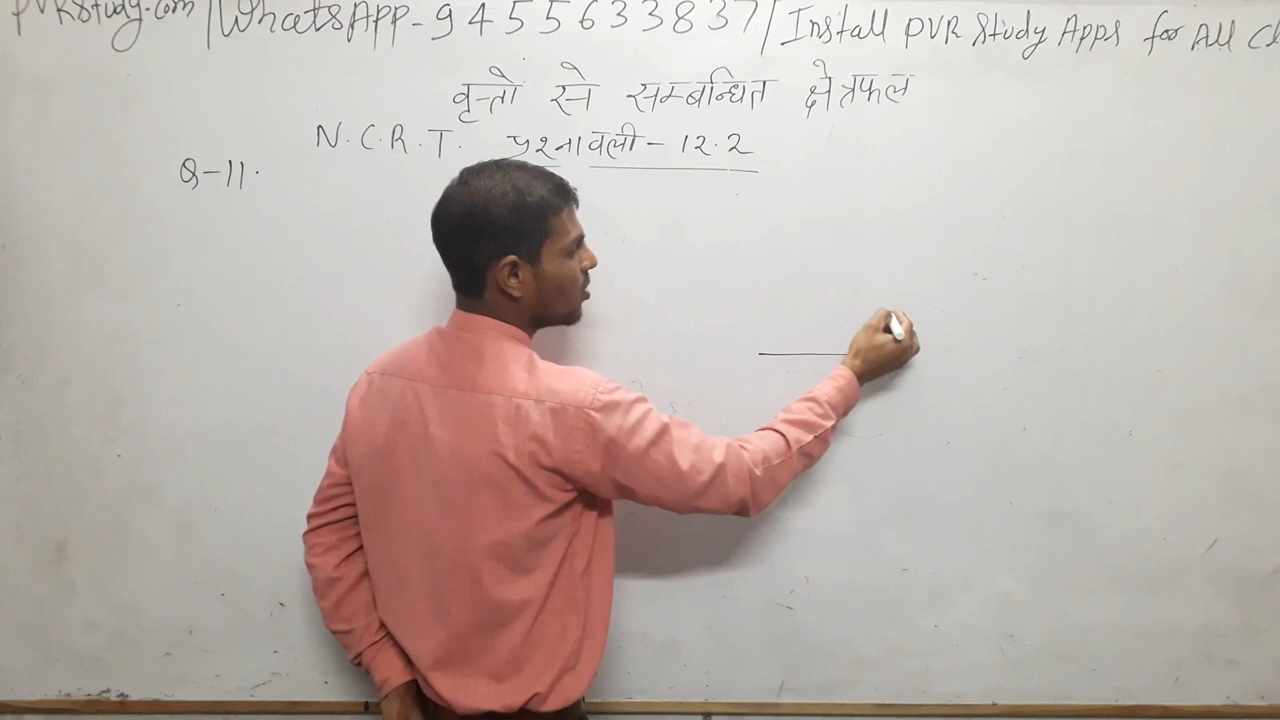 PVRStudy.com | WhatsApp-9455633837 | Install PVR Study Apps for All
वृत्तों से सम्बन्धित क्षेत्रफल
N.C.R.T. प्रश्नावली - 12.2
Q-11.